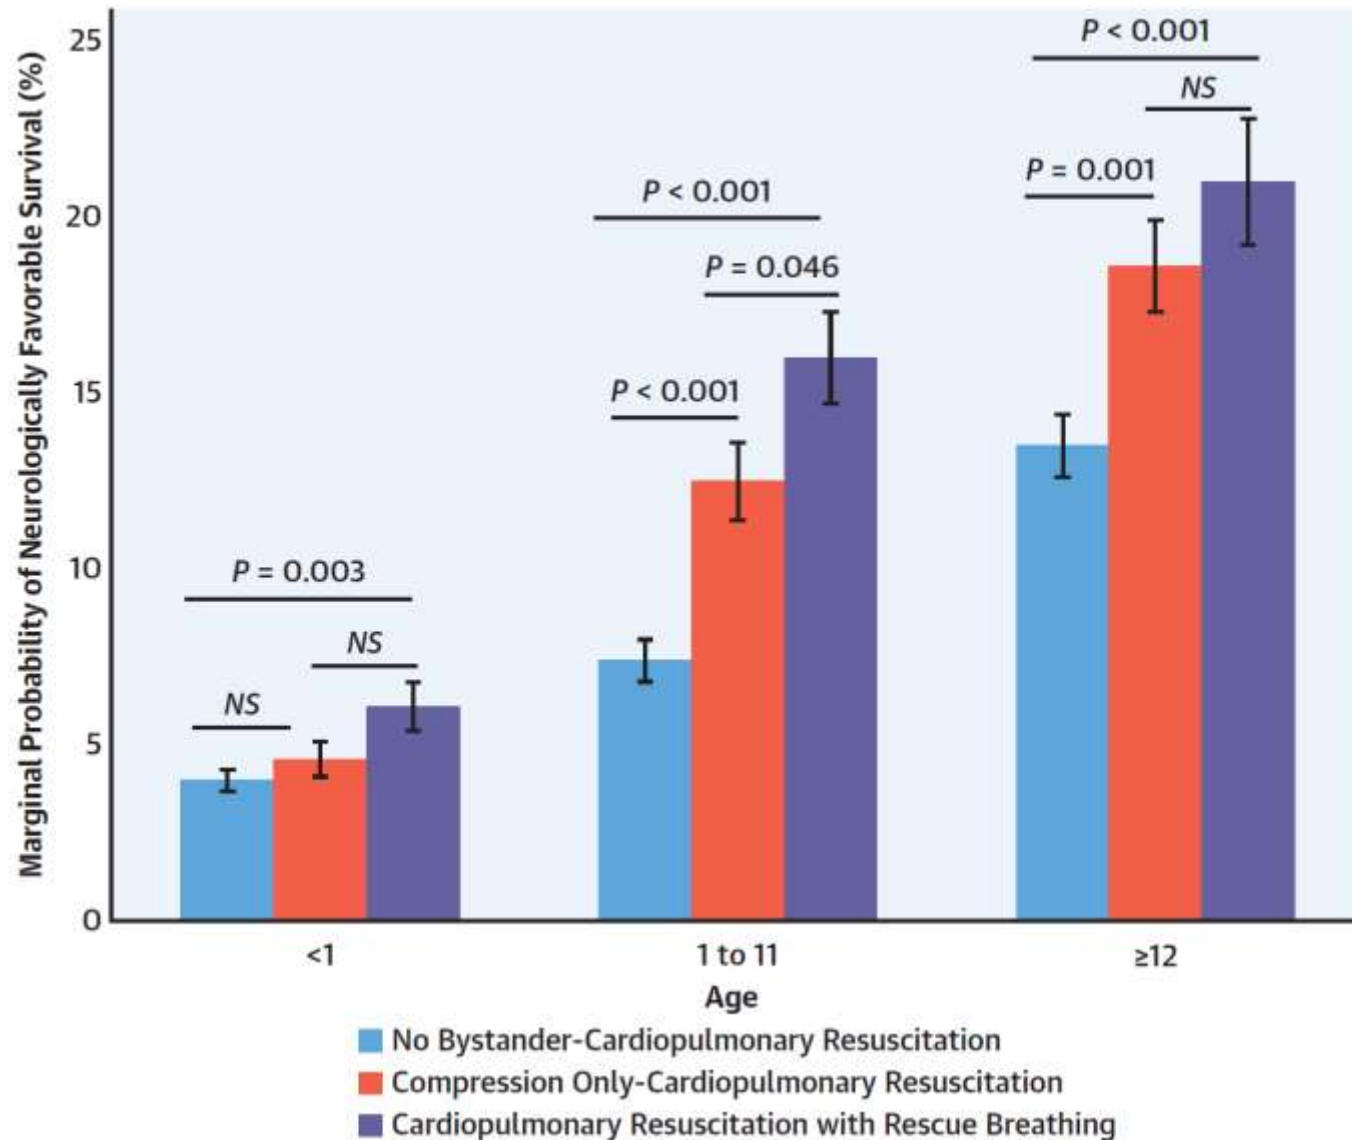 Marginal Probability of Neurologically Favorable Survival (%)
25
20
15
10
5
0
P = 0.003
NS
NS
P < 0.001
P = 0.046
P < 0.001
P < 0.001
NS
P = 0.001
<1
1 to 11
≥12
Age
No Bystander-Cardiopulmonary Resuscitation
Compression Only-Cardiopulmonary Resuscitation
Cardiopulmonary Resuscitation with Rescue Breathing